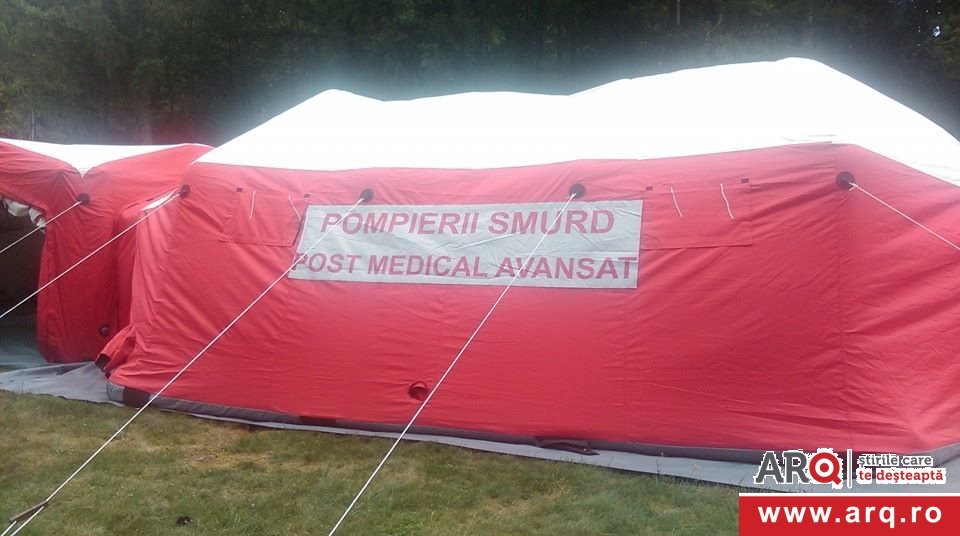 POMPIERII SMURD
POST MEDICAL AVANSAT
ARQ
știrile care
te deșteaptă
www.arq.ro